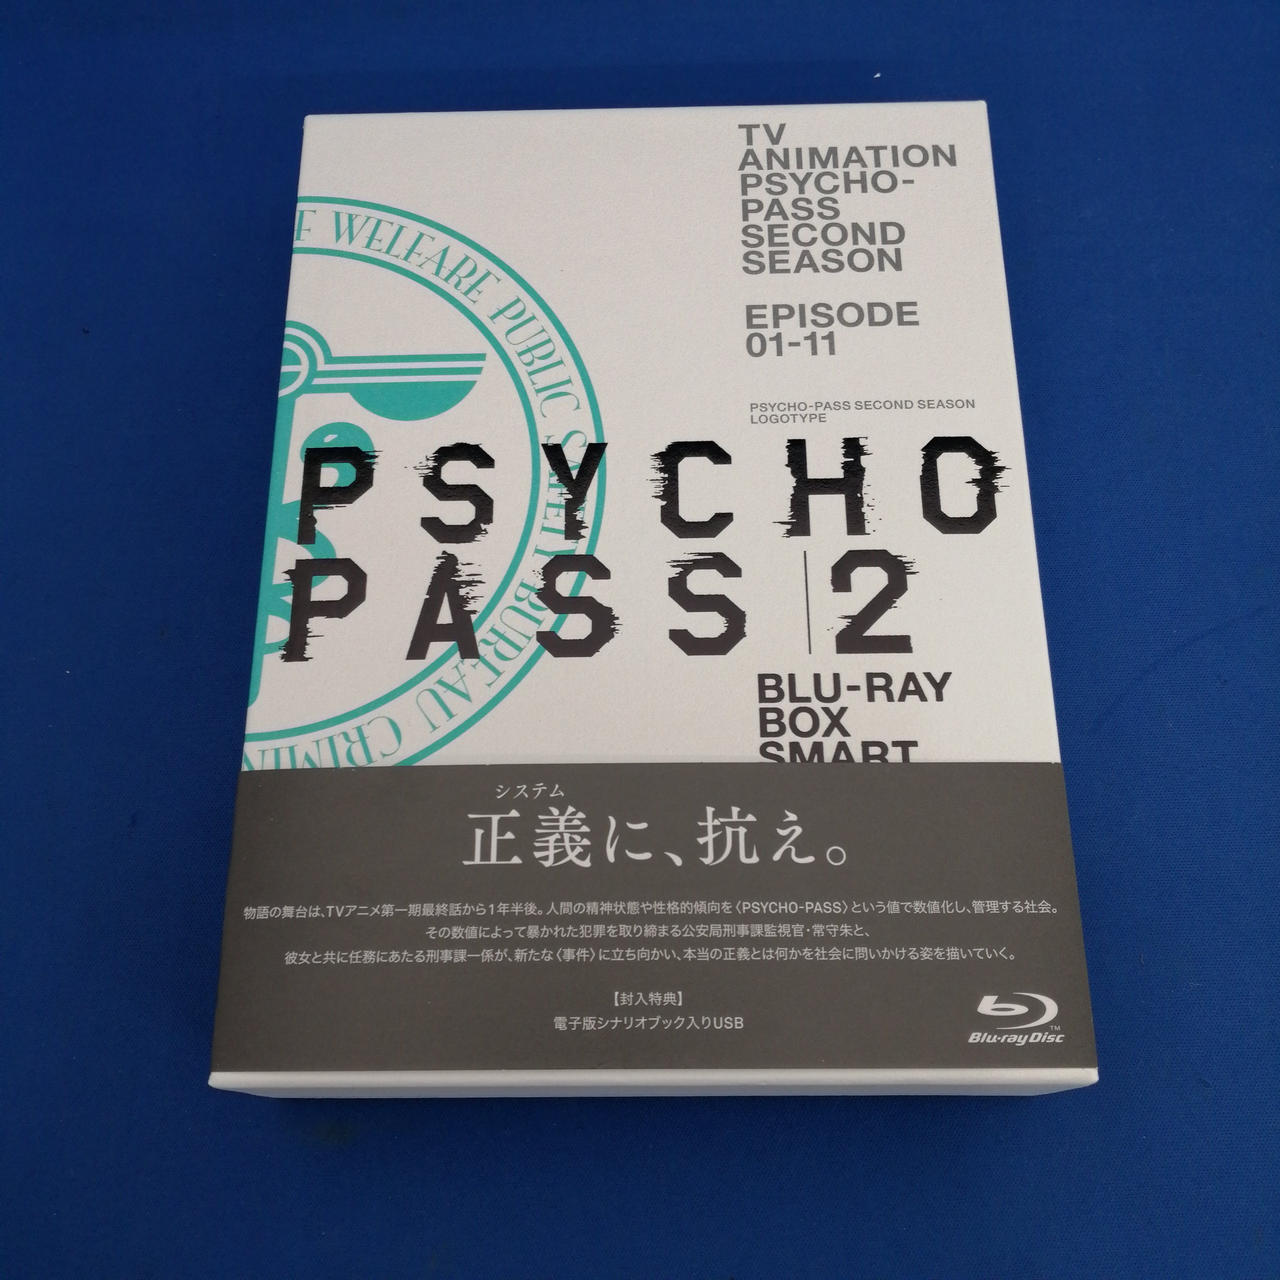 TV
ANIMATION
PSYCHO-
PASS
SECOND
SEASON
EPISODE
01-11
PSYCHO-PASS SECOND SEASON
LOGOTYPE
F WELFARE PUBLIC SAFETY BUREAU CRIMIN
PSYCHO
PASS|2
BLU-RAY
BOX
SMART
システム
正義に、抗え。
物語の舞台は、TVアニメ第一期最終話から1年半後。人間の精神状態や性格的傾向を〈PSYCHO-PASS〉という値で数値化し、管理する社会。
その数値によって暴かれた犯罪を取り締まる公安局刑事課監視官・常守朱と、
彼女と共に任務にあたる刑事課一係が、新たな〈事件〉に立ち向かい、本当の正義とは何かを社会に問いかける姿を描いていく。
【封入特典】
電子版シナリオブック入りUSB
Blu-ray Disc
TM